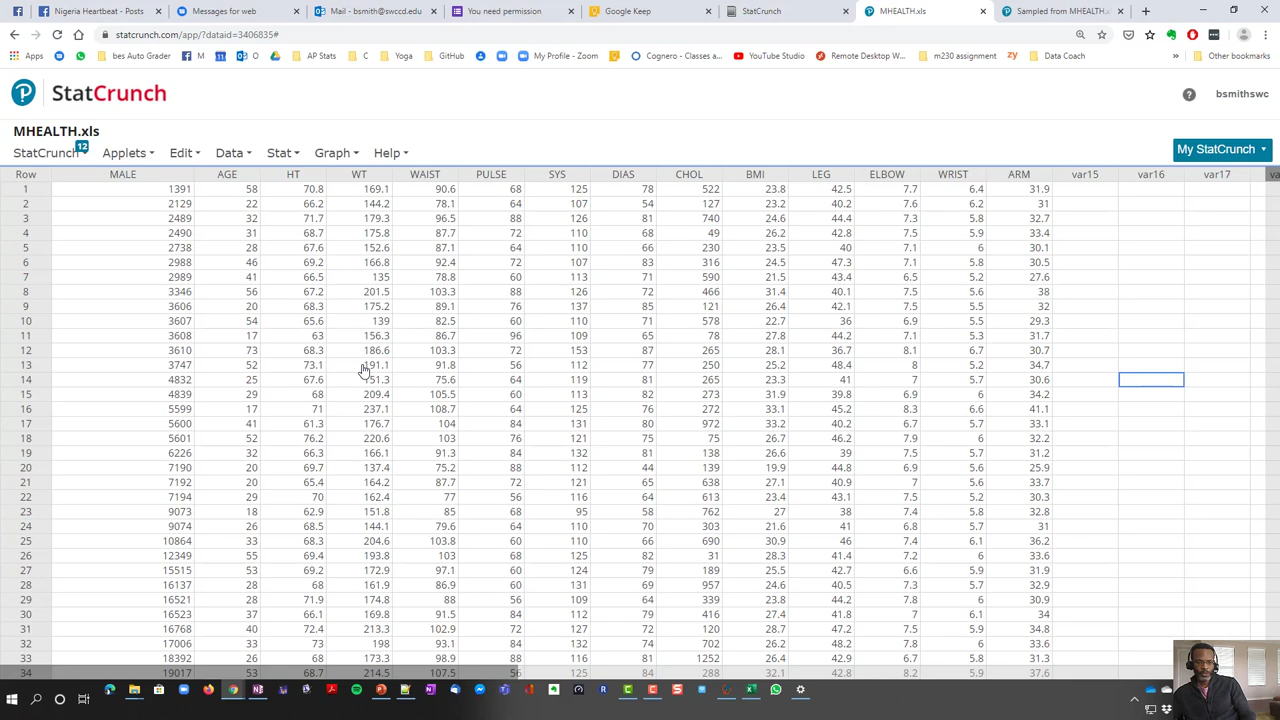 Nigeria Heartbeat - Posts
Messages for web
Mail - bsmith@swccd.edu
You need permission
Google Keep
StatCrunch
MHEALTH.xls
Sampled from MHEALTH.xls
statcrunch.com/app/?dataid=3406835#
Apps bes Auto Grader M C AP Stats C Yoga GitHub My Profile - Zoom Cognero - Classes a... YouTube Studio Remote Desktop W... m230 assignment Data Coach » Other bookmarks
StatCrunch
bsmithswc
MHEALTH.xls
StatCrunch 12 Applets Edit Data Stat Graph Help My StatCrunch
Row MALE AGE HT WT WAIST PULSE SYS DIAS CHOL BMI LEG ELBOW WRIST ARM var15 var16 var17 va
1 1391 58 70.8 169.1 90.6 68 125 78 522 23.8 42.5 7.7 6.4 31.9
2 2129 22 66.2 144.2 78.1 64 107 54 127 23.2 40.2 7.6 6.2 31
3 2489 32 71.7 179.3 96.5 88 126 81 740 24.6 44.4 7.3 5.8 32.7
4 2490 31 68.7 175.8 87.7 72 110 68 49 26.2 42.8 7.5 5.9 33.4
5 2738 28 67.6 152.6 87.1 64 110 66 230 23.5 40 7.1 6 30.1
6 2988 46 69.2 166.8 92.4 72 107 83 316 24.5 47.3 7.1 5.8 30.5
7 2989 41 66.5 135 78.8 60 113 71 590 21.5 43.4 6.5 5.2 27.6
8 3346 56 67.2 201.5 103.3 88 126 72 466 31.4 40.1 7.5 5.6 38
9 3606 20 68.3 175.2 89.1 76 137 85 121 26.4 42.1 7.5 5.5 32
10 3607 54 65.6 139 82.5 60 110 71 578 22.7 36 6.9 5.5 29.3
11 3608 17 63 156.3 86.7 96 109 65 78 27.8 44.2 7.1 5.3 31.7
12 3610 73 68.3 186.6 103.3 72 153 87 265 28.1 36.7 8.1 6.7 30.7
13 3747 52 73.1 191.1 91.8 56 112 77 250 25.2 48.4 8 5.2 34.7
14 4832 25 67.6 151.3 75.6 64 119 81 265 23.3 41 7 5.7 30.6
15 4839 29 68 209.4 105.5 60 113 82 273 31.9 39.8 6.9 6 34.2
16 5599 17 71 237.1 108.7 64 125 76 272 33.1 45.2 8.3 6.6 41.1
17 5600 41 61.3 176.7 104 84 131 80 972 33.2 40.2 6.7 5.7 33.1
18 5601 52 76.2 220.6 103 76 121 75 75 26.7 46.2 7.9 6 32.2
19 6226 32 66.3 166.1 91.3 84 132 81 138 26.6 39 7.5 5.7 31.2
20 7190 20 69.7 137.4 75.2 88 112 44 139 19.9 44.8 6.9 5.6 25.9
21 7192 20 65.4 164.2 87.7 72 121 65 638 27.1 40.9 7 5.6 33.7
22 7194 29 70 162.4 77 56 116 64 613 23.4 43.1 7.5 5.2 30.3
23 9073 18 62.9 151.8 85 68 95 58 762 27 38 7.4 5.8 32.8
24 9074 26 68.5 144.1 79.6 64 110 70 303 21.6 41 6.8 5.7 31
25 10864 33 68.3 204.6 103.8 60 110 66 690 30.9 46 7.4 6.1 36.2
26 12349 55 69.4 193.8 103 68 125 82 31 28.3 41.4 7.2 6 33.6
27 15515 53 69.2 172.9 97.1 60 124 79 189 25.5 42.7 6.6 5.9 31.9
28 16137 28 68 161.9 86.9 60 131 69 957 24.6 40.5 7.3 5.7 32.9
29 16521 28 71.9 174.8 88 56 109 64 339 23.8 44.2 7.8 6 30.9
30 16523 37 66.1 169.8 91.5 84 112 79 416 27.4 41.8 7 6.1 34
31 16768 40 72.4 213.3 102.9 72 127 72 120 28.7 47.2 7.5 5.9 34.8
32 17006 33 73 198 93.1 84 132 74 702 26.2 48.2 7.8 6 33.6
33 18392 26 68 173.3 98.9 88 116 81 1252 26.4 42.9 6.7 5.8 31.3
34 19017 53 68.7 214.5 107.5 56 125 84 288 32.1 42.8 8.2 5.9 37.6